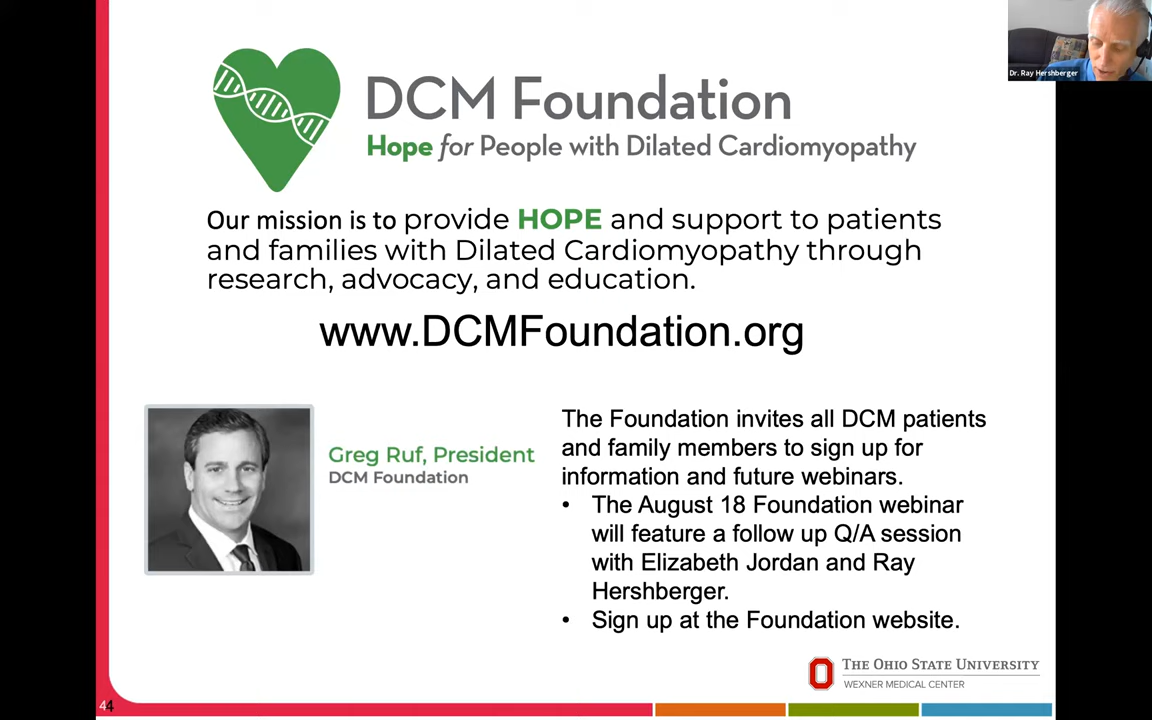 Dr. Ray Hershberger
DCM Foundation
Hope for People with Dilated Cardiomyopathy
Our mission is to provide HOPE and support to patients
and families with Dilated Cardiomyopathy through
research, advocacy, and education.
www.DCMFoundation.org
Greg Ruf, President
DCM Foundation
The Foundation invites all DCM patients
and family members to sign up for
information and future webinars.
• The August 18 Foundation webinar
will feature a follow up Q/A session
with Elizabeth Jordan and Ray
Hershberger.
• Sign up at the Foundation website.
THE OHIO STATE UNIVERSITY
WEXNER MEDICAL CENTER
44